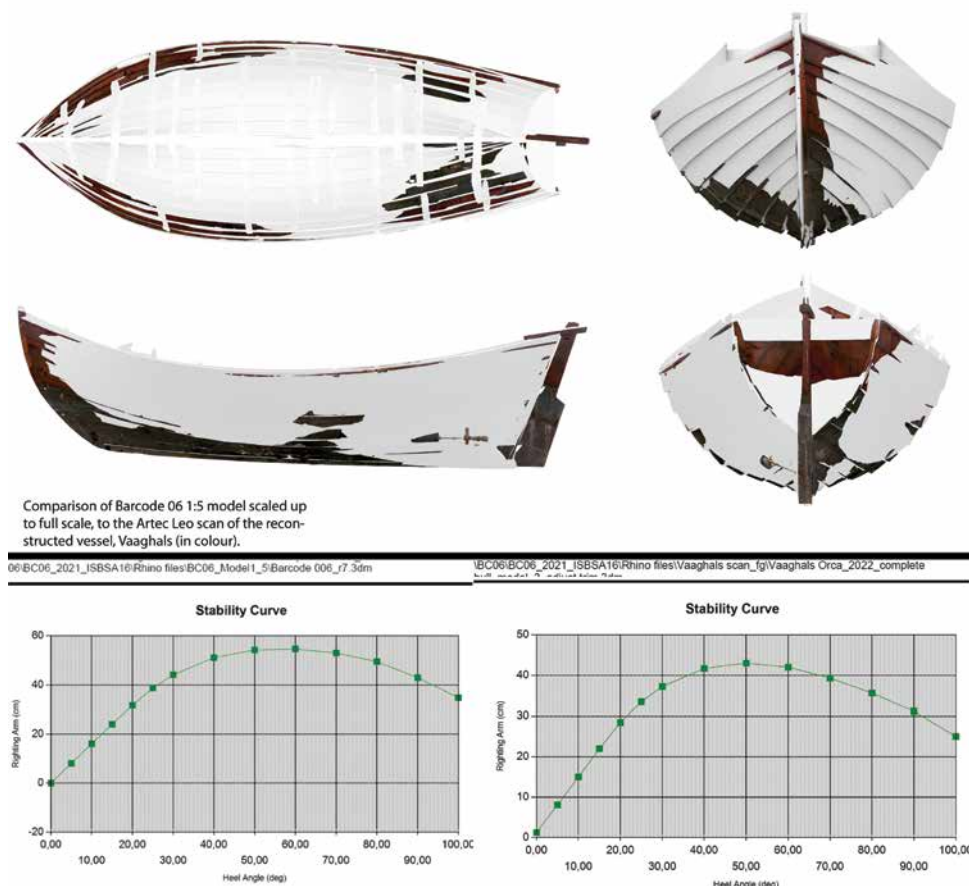 Comparison of Barcode 06 1:5 model scaled up
to full scale, to the Artec Leo scan of the recon-
structed vessel, Vaaghals (in colour).
06\BC06_2021_ISBSA16\Rhino files\BC06_Model1_5\Barcode 006_r7.3dm
\BC06\BC06_2021_ISBSA16\Rhino files\Vaaghals scan_fg\Vaaghals Orca_2022_complete
Stability Curve
60
40
20
0
-20
Righting Arm (cm)
0,00 20,00 40,00 60,00 80,00 100,00
10,00 30,00 50,00 70,00 90,00
Heel Angle (deg)
Stability Curve
50
40
30
20
10
0
Righting Arm (cm)
0,00 20,00 40,00 60,00 80,00 100,00
10,00 30,00 50,00 70,00 90,00
Heel Angle (deg)